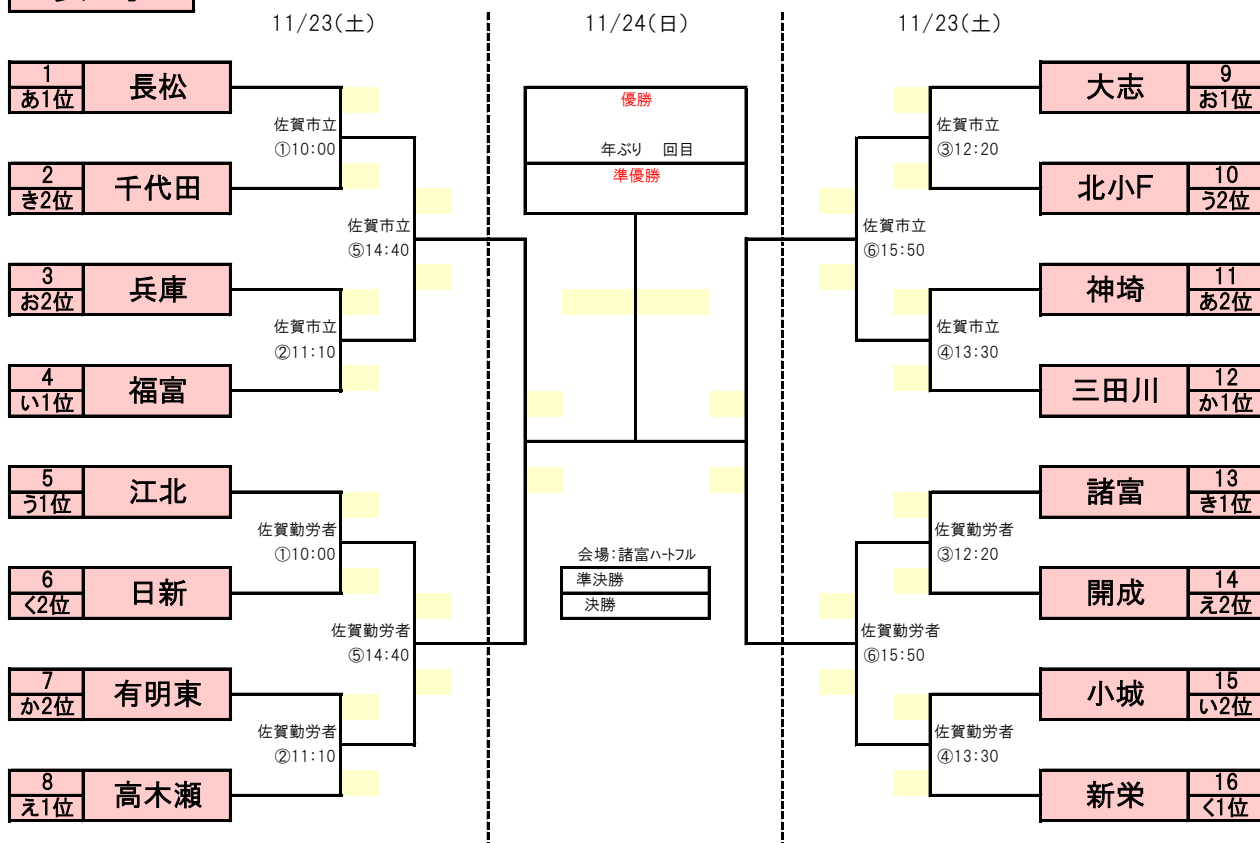 11/23(土)
11/24(日)
11/23(土)
1
あ1位
長松
2
き2位
千代田
3
お2位
兵庫
4
い1位
福富
5
う1位
江北
6
く2位
日新
7
か2位
有明東
8
え1位
高木瀬
佐賀市立
①10:00
佐賀市立
⑤14:40
佐賀市立
②11:10
佐賀勤労者
①10:00
佐賀勤労者
⑤14:40
佐賀勤労者
②11:10
優勝
年ぶり 回目
準優勝
会場:諸富ハートフル
準決勝
決勝
佐賀市立
③12:20
佐賀市立
⑥15:50
佐賀市立
④13:30
佐賀勤労者
③12:20
佐賀勤労者
⑥15:50
佐賀勤労者
④13:30
大志
9
お1位
北小F
10
う2位
神埼
11
あ2位
三田川
12
か1位
諸富
13
き1位
開成
14
え2位
小城
15
い2位
新栄
16
く1位